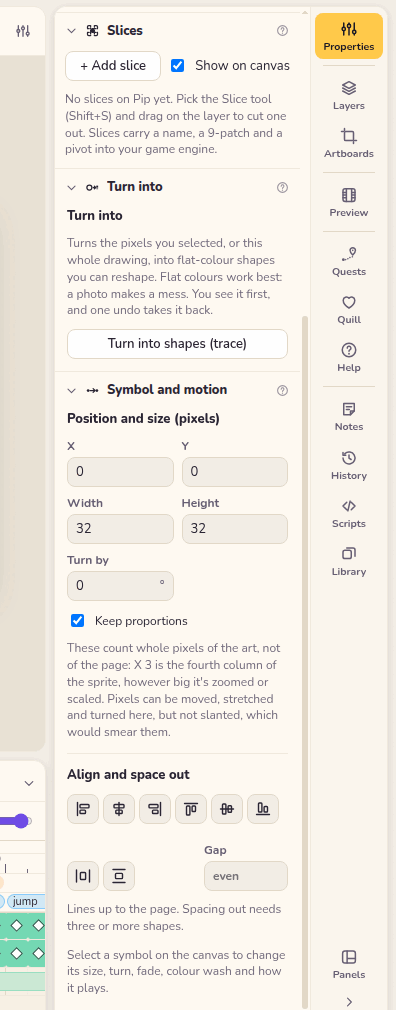 Slices
+ Add slice
Show on canvas
No slices on Pip yet. Pick the Slice tool
(Shift+S) and drag on the layer to cut one
out. Slices carry a name, a 9-patch and a
pivot into your game engine.
Turn into
Turn into
Turns the pixels you selected, or this
whole drawing, into flat-colour shapes
you can reshape. Flat colours work best:
a photo makes a mess. You see it first,
and one undo takes it back.
Turn into shapes (trace)
Symbol and motion
Position and size (pixels)
X
Y
0
0
Width
Height
32
32
Turn by
0
°
Keep proportions
These count whole pixels of the art, not
of the page: X 3 is the fourth column of
the sprite, however big it's zoomed or
scaled. Pixels can be moved, stretched
and turned here, but not slanted, which
would smear them.
Align and space out
Gap
even
Lines up to the page. Spacing out needs
three or more shapes.
Select a symbol on the canvas to change
its size, turn, fade, colour wash and how
it plays.
jump
Properties
Layers
Artboards
Preview
Quests
Quill
Help
Notes
History
Scripts
Library
Panels